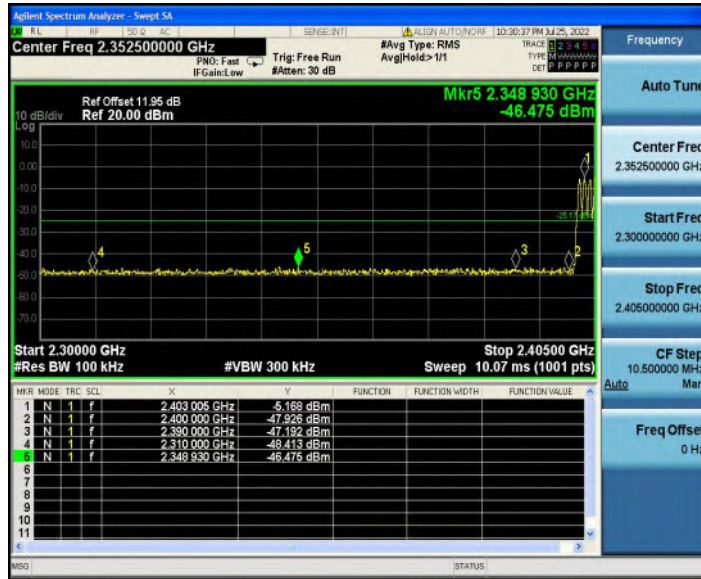 Agilent Spectrum Analyzer - Swept SA
RL RF 50 Ω AC SENSE:INT ALIGN AUTO/NORF 10:30:37 PM Jul 25, 2022
Center Freq 2.352500000 GHz
PNO: Fast
IFGain:Low
Trig: Free Run
#Atten: 30 dB
#Avg Type: RMS
Avg|Hold:> 1/1
TRACE 1 2 3 4 5 6
TYPE M
DET P P P P P P
Ref Offset 11.95 dB
10 dB/div Ref 20.00 dBm
Log
Mkr5 2.348 930 GHz
-46.475 dBm
10.0
0.00
-10.0
-20.0
-30.0
-40.0
-50.0
-60.0
-70.0
1
2
3
4
5
Start 2.30000 GHz Stop 2.40500 GHz
#Res BW 100 kHz #VBW 300 kHz Sweep 10.07 ms (1001 pts)
MKR MODE TRC SCL X Y FUNCTION FUNCTION WIDTH FUNCTION VALUE
1 N 1 f 2.403 005 GHz -5.168 dBm
2 N 1 f 2.400 000 GHz -47.926 dBm
3 N 1 f 2.390 000 GHz -47.192 dBm
4 N 1 f 2.310 000 GHz -48.413 dBm
5 N 1 f 2.348 930 GHz -46.475 dBm
6
7
8
9
10
11
MSG STATUS
Frequency
Auto Tune
Center Freq
2.352500000 GHz
Start Freq
2.300000000 GHz
Stop Freq
2.405000000 GHz
CF Step
10.500000 MHz
Auto Man
Freq Offset
0 Hz